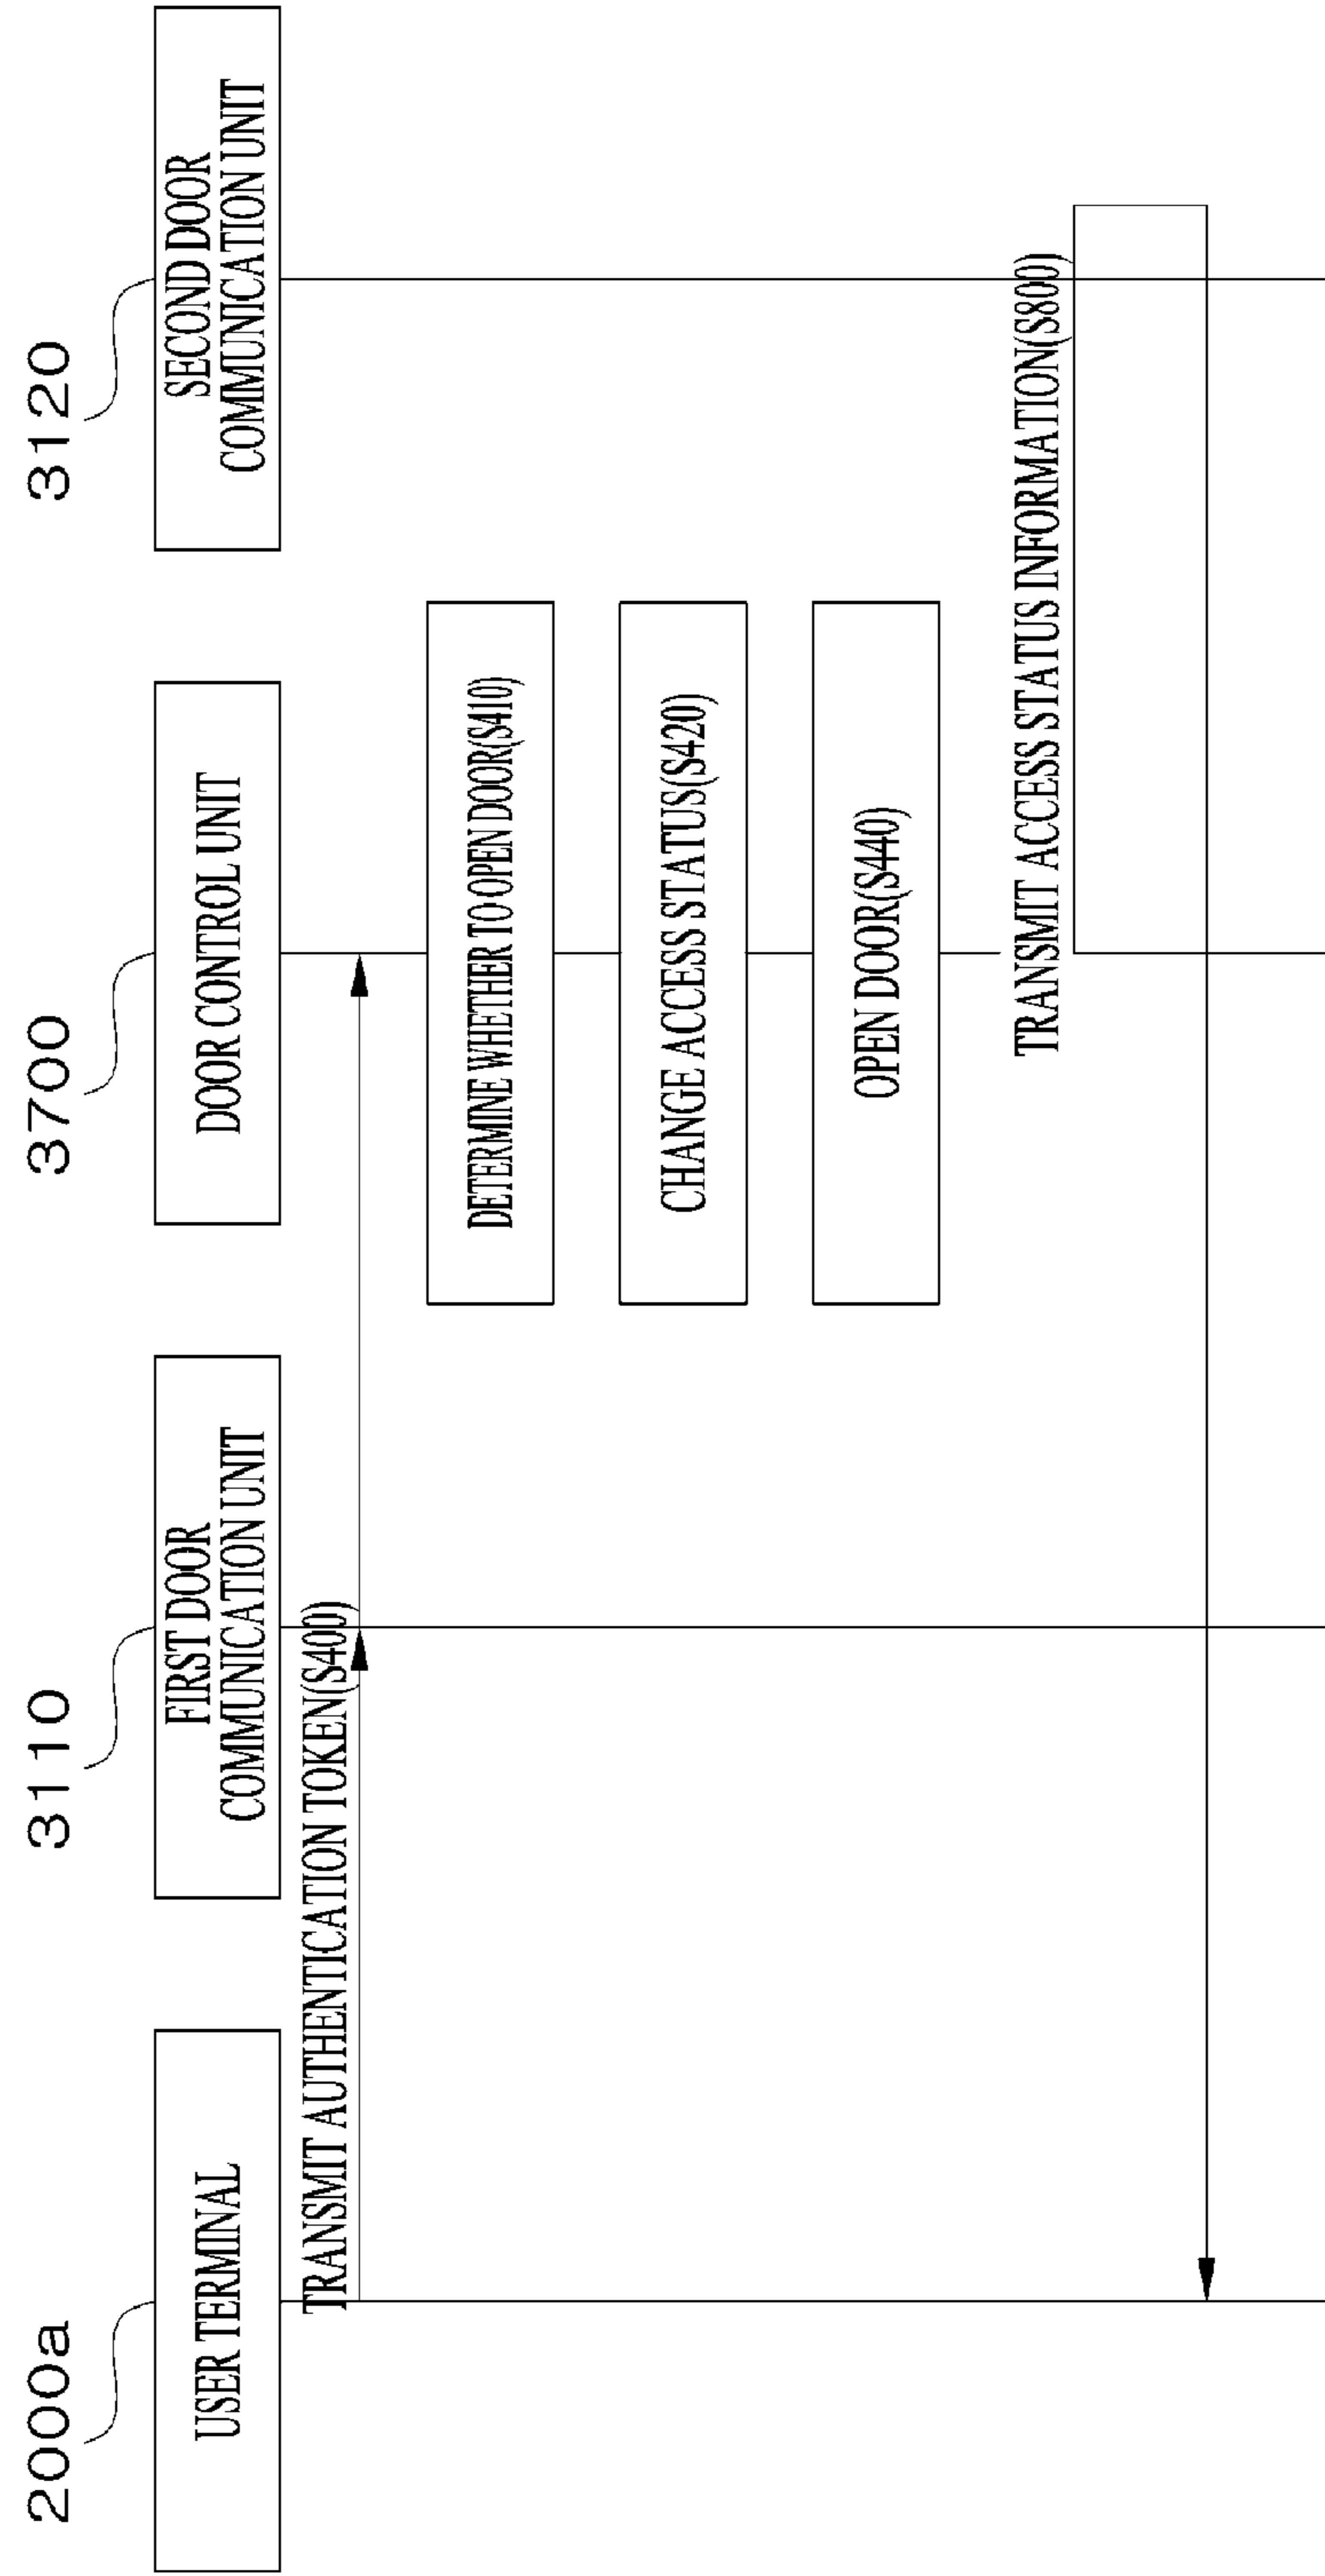 2000a
3110
3700
3120
USER TERMINAL
FIRST DOOR
COMMUNICATION UNIT
DOOR CONTROL UNIT
SECOND DOOR
COMMUNICATION UNIT
TRANSMIT AUTHENTICATION TOKEN(S400)
DETERMINE WHETHER TO OPEN DOOR(S410)
CHANGE ACCESS STATUS(S420)
OPEN DOOR(S440)
TRANSMIT ACCESS STATUS INFORMATION(S800)